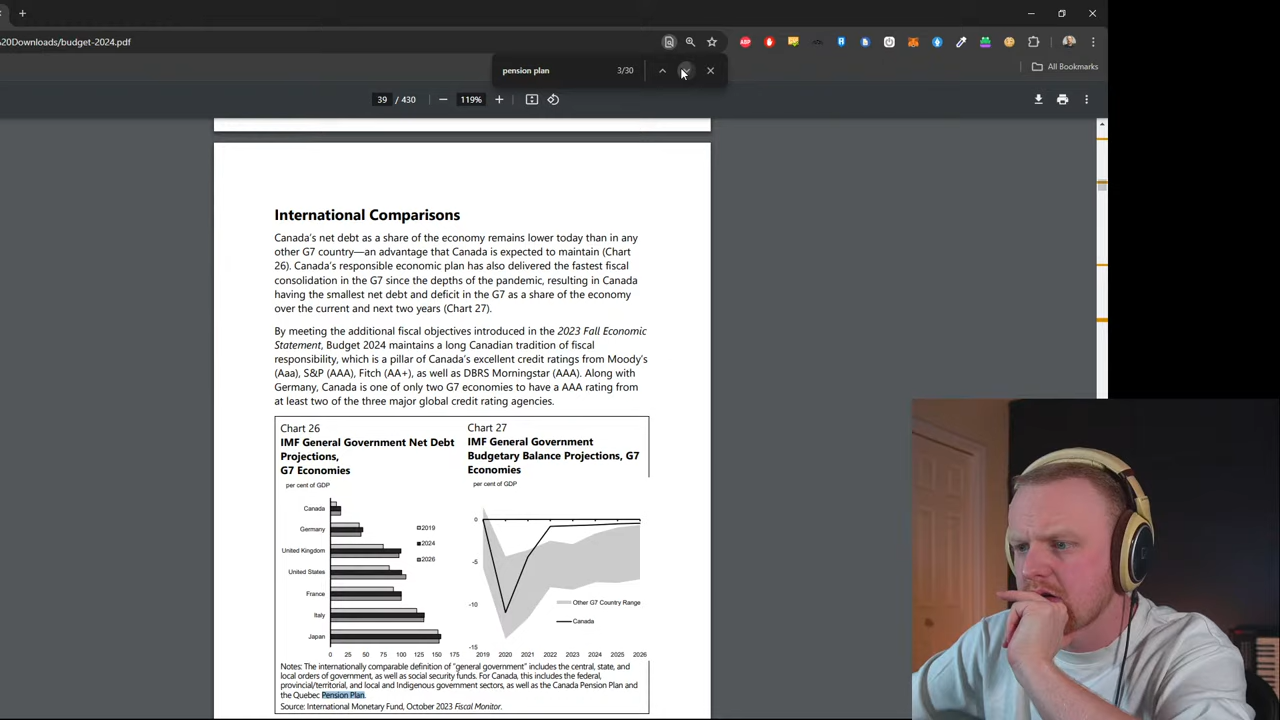 %20Downloads/budget-2024.pdf
All Bookmarks
pension plan 3/30
39 / 430 119%
International Comparisons
Canada's net debt as a share of the economy remains lower today than in any
other G7 country—an advantage that Canada is expected to maintain (Chart
26). Canada's responsible economic plan has also delivered the fastest fiscal
consolidation in the G7 since the depths of the pandemic, resulting in Canada
having the smallest net debt and deficit in the G7 as a share of the economy
over the current and next two years (Chart 27).
By meeting the additional fiscal objectives introduced in the 2023 Fall Economic
Statement, Budget 2024 maintains a long Canadian tradition of fiscal
responsibility, which is a pillar of Canada's excellent credit ratings from Moody's
(Aaa), S&P (AAA), Fitch (AA+), as well as DBRS Morningstar (AAA). Along with
Germany, Canada is one of only two G7 economies to have a AAA rating from
at least two of the three major global credit rating agencies.
Chart 26
IMF General Government Net Debt
Projections,
G7 Economies
per cent of GDP
Canada
Germany
United Kingdom
United States
France
Italy
Japan
2019
2024
2026
0 25 50 75 100 125 150 175
Chart 27
IMF General Government
Budgetary Balance Projections, G7
Economies
per cent of GDP
0
-5
-10
-15
Other G7 Country Range
Canada
2019 2020 2021 2022 2023 2024 2025 2026
Notes: The internationally comparable definition of "general government" includes the central, state, and
local orders of government, as well as social security funds. For Canada, this includes the federal,
provincial/territorial, and local and Indigenous government sectors, as well as the Canada Pension Plan and
the Quebec Pension Plan.
Source: International Monetary Fund, October 2023 Fiscal Monitor.